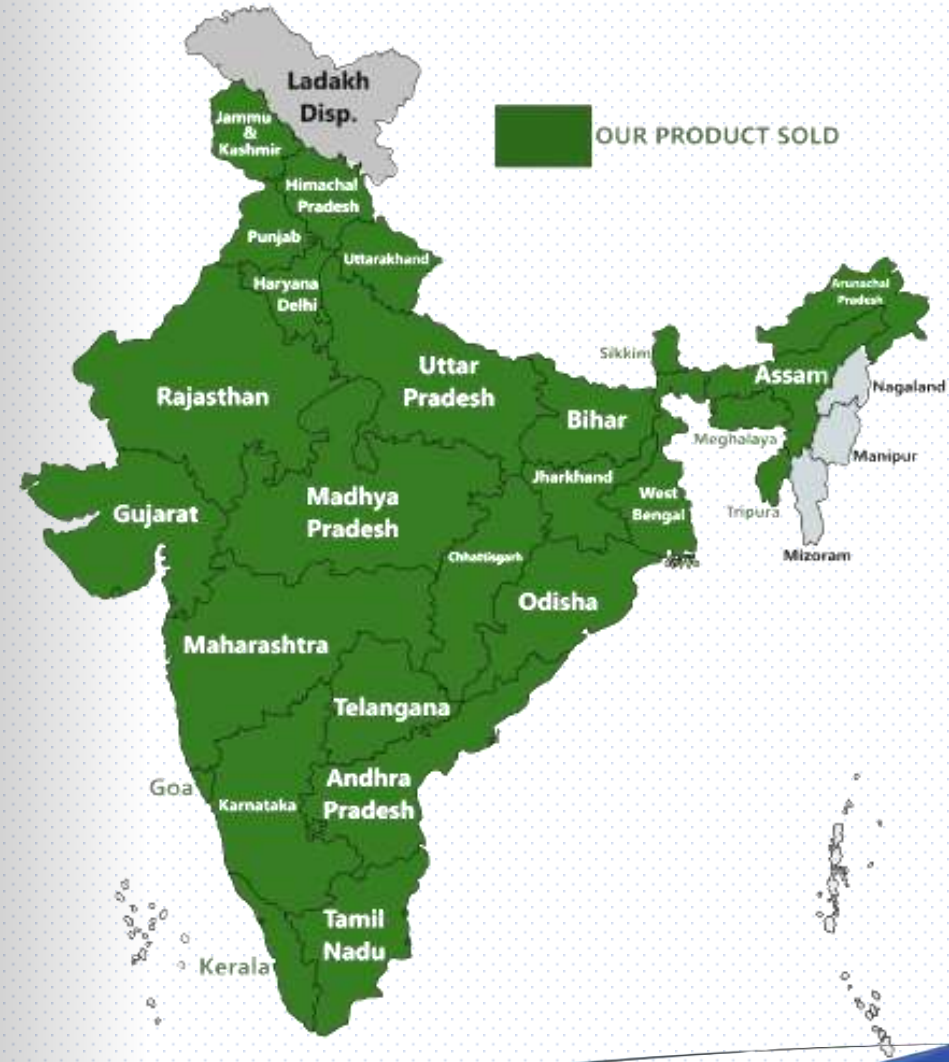 Ladakh
Disp.
Jammu
&
Kashmir
OUR PRODUCT SOLD
Himachal
Pradesh
Punjab
Uttarakhand
Haryana
Delhi
Arunachal
Pradesh
Sikkim
Uttar
Pradesh
Assam
Nagaland
Rajasthan
Bihar
Meghalaya
Manipur
Jharkhand
West
Bengal
Madhya
Pradesh
Gujarat
Tripura
Mizoram
Chhattisgarh
Odisha
Maharashtra
Telangana
Goa
Karnataka
Andhra
Pradesh
Tamil
Nadu
Kerala